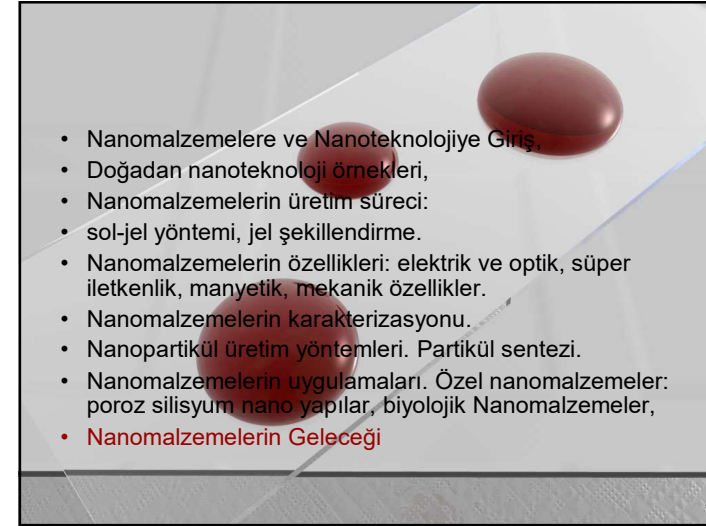 • Nanomalzemelere ve Nanoteknolojiye Giriş,
• Doğadan nanoteknoloji örnekleri,
• Nanomalzemelerin üretim süreci:
• sol-jel yöntemi, jel şekillendirme.
• Nanomalzemelerin özellikleri: elektrik ve optik, süper
iletkenlik, manyetik, mekanik özellikler.
• Nanomalzemelerin karakterizasyonu.
• Nanopartikül üretim yöntemleri. Partikül sentezi.
• Nanomalzemelerin uygulamaları. Özel nanomalzemeler:
poroz silisyum nano yapılar, biyolojik Nanomalzemeler,
• Nanomalzemelerin Geleceği